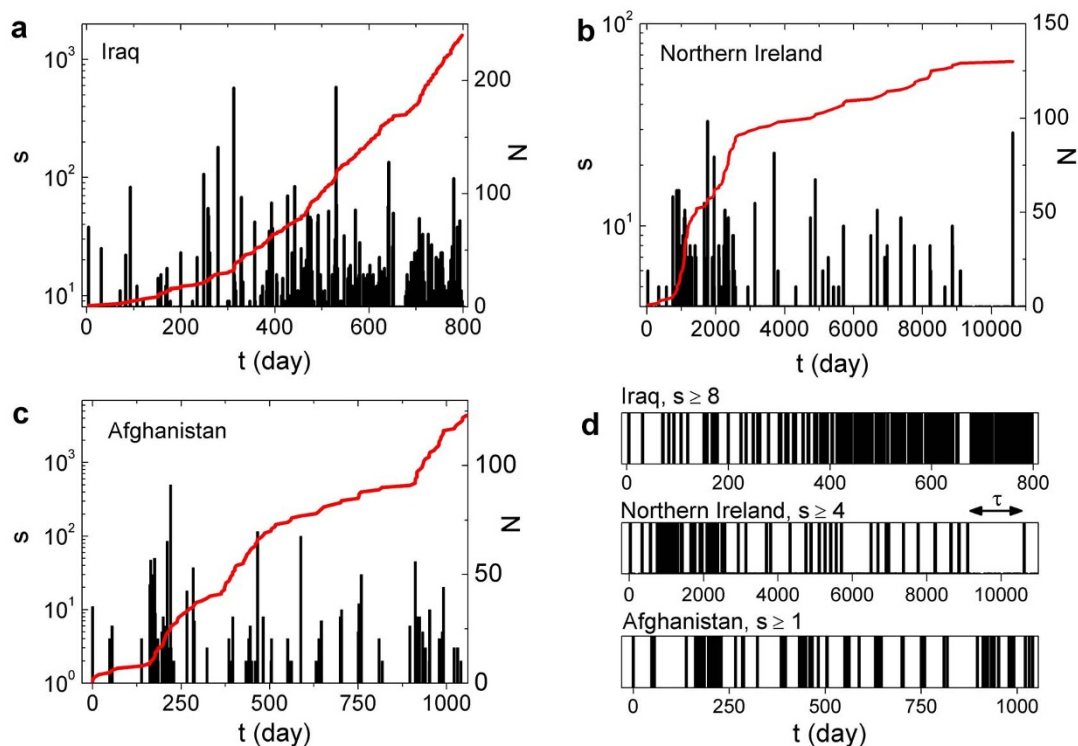 a
Iraq
s
10³
10²
10¹
200
100
0
N
0 200 400 600 800
t (day)
b
Northern Ireland
s
10²
10¹
150
100
50
0
N
0 2000 4000 6000 8000 10000
t (day)
c
Afghanistan
s
10³
10²
10¹
10⁰
100
50
0
N
0 250 500 750 1000
t (day)
d
Iraq, s ≥ 8
0 200 400 600 800
Northern Ireland, s ≥ 4
τ
0 2000 4000 6000 8000 10000
Afghanistan, s ≥ 1
0 250 500 750 1000
t (day)